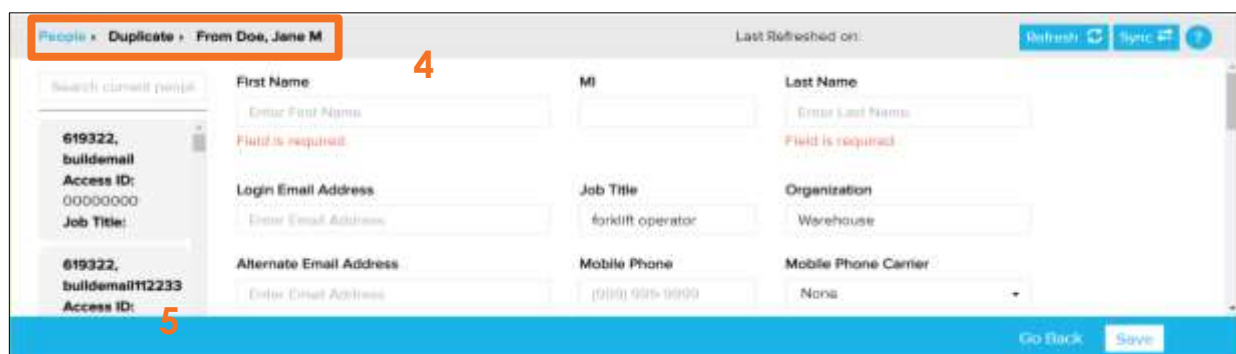 People › Duplicate › From Doe, Jane M
Last Refreshed on:
Refresh Sync ?
4
Search current peopl
First Name MI Last Name
Enter First Name Enter Last Name
Field is required Field is required
619322,
buildemail
Access ID:
00000000
Job Title:
Login Email Address Job Title Organization
Enter Email Address forklift operator Warehouse
619322,
buildemail112233
Access ID:
Alternate Email Address Mobile Phone Mobile Phone Carrier
Enter Email Address (999) 999-9999 None
5
Go Back Save